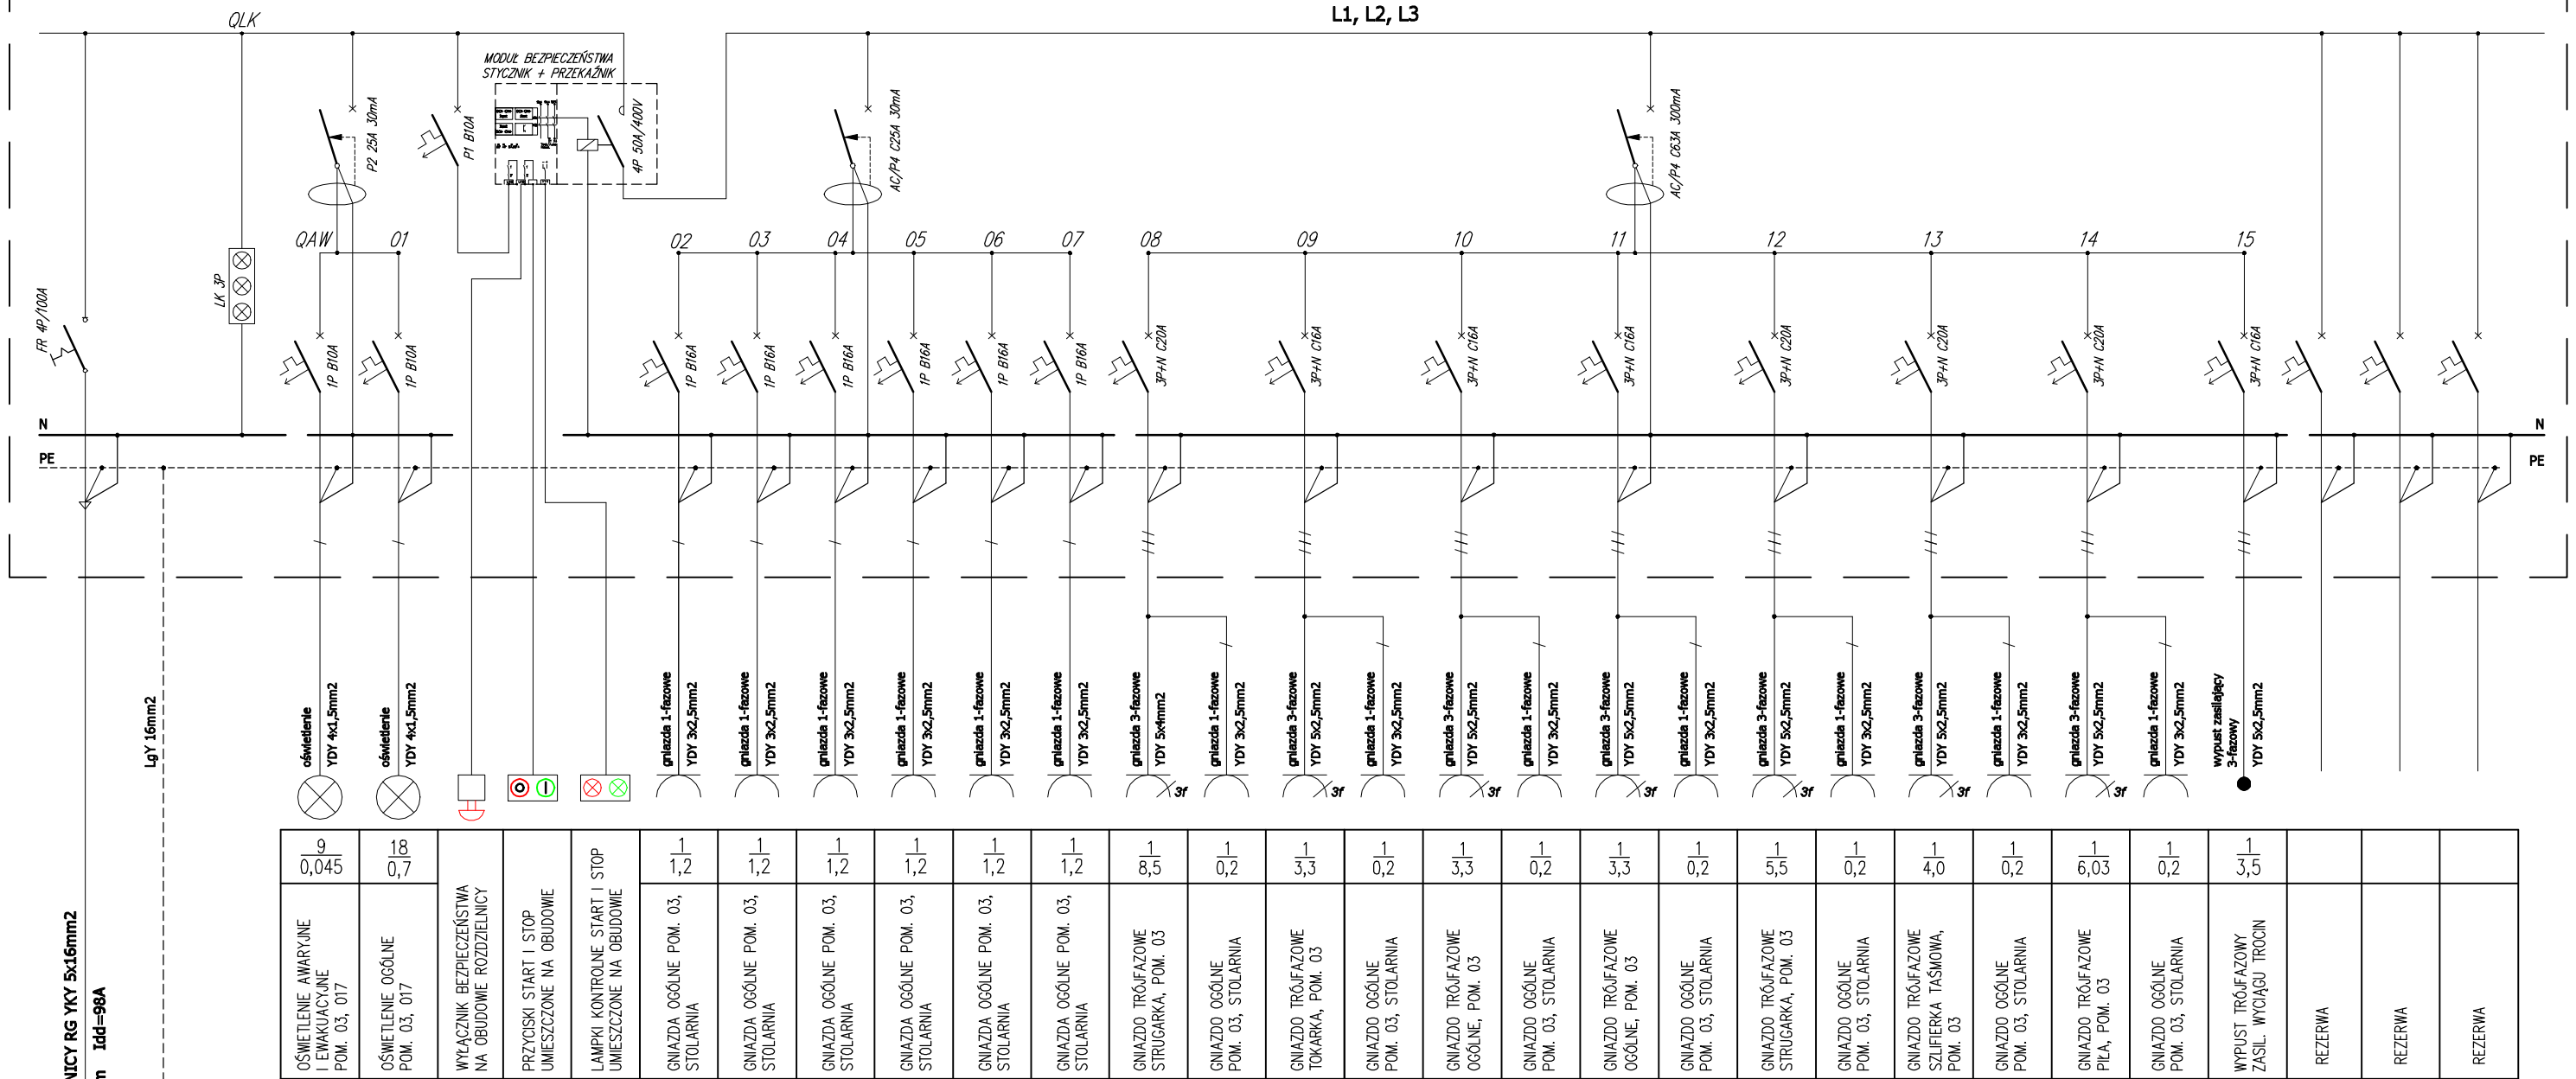 L1, L2, L3
QLK
MODUŁ BEZPIECZEŃSTWA
STYCZNIK + PRZEKAŹNIK
P2 25A 30mA
P1 B10A
4P 50A/400V
AC/P4 C25A 30mA
AC/P4 C63A 300mA
QAW
01
02
03
04
05
06
07
08
09
10
11
12
13
14
15
FR 4P/100A
LK 3P
1P B10A
1P B10A
1P B16A
1P B16A
1P B16A
1P B16A
1P B16A
1P B16A
3P+N C20A
3P+N C16A
3P+N C16A
3P+N C16A
3P+N C20A
3P+N C20A
3P+N C20A
3P+N C16A
N
N
PE
PE
LgY 16mm2
oświetlenie
YDY 4x1,5mm2
oświetlenie
YDY 4x1,5mm2
gniazda 1-fazowe
YDY 3x2,5mm2
gniazda 1-fazowe
YDY 3x2,5mm2
gniazda 1-fazowe
YDY 3x2,5mm2
gniazda 1-fazowe
YDY 3x2,5mm2
gniazda 1-fazowe
YDY 3x2,5mm2
gniazda 1-fazowe
YDY 3x2,5mm2
gniazda 3-fazowe
YDY 5x4mm2
gniazda 1-fazowe
YDY 3x2,5mm2
gniazda 3-fazowe
YDY 5x2,5mm2
gniazda 1-fazowe
YDY 3x2,5mm2
gniazda 3-fazowe
YDY 5x2,5mm2
gniazda 1-fazowe
YDY 3x2,5mm2
gniazda 3-fazowe
YDY 5x2,5mm2
gniazda 1-fazowe
YDY 3x2,5mm2
gniazda 3-fazowe
YDY 5x2,5mm2
gniazda 1-fazowe
YDY 3x2,5mm2
gniazda 3-fazowe
YDY 5x2,5mm2
gniazda 1-fazowe
YDY 3x2,5mm2
gniazda 3-fazowe
YDY 5x2,5mm2
gniazda 1-fazowe
YDY 3x2,5mm2
wypust zasilający
3-fazowy
YDY 5x2,5mm2
3f
3f
3f
3f
3f
3f
3f
NICY RG YKY 5x16mm2
m Idd=98A
9
0,045
OŚWIETLENIE AWARYJNE
I EWAKUACYJNE
POM. 03, 017
18
0,7
OŚWIETLENIE OGÓLNE
POM. 03, 017
WYŁĄCZNIK BEZPIECZEŃSTWA
NA OBUDOWIE ROZDZIELNICY
PRZYCISKI START I STOP
UMIESZCZONE NA OBUDOWIE
LAMPKI KONTROLNE START I STOP
UMIESZCZONE NA OBUDOWIE
1
1,2
GNIAZDA OGÓLNE POM. 03,
STOLARNIA
1
1,2
GNIAZDA OGÓLNE POM. 03,
STOLARNIA
1
1,2
GNIAZDA OGÓLNE POM. 03,
STOLARNIA
1
1,2
GNIAZDA OGÓLNE POM. 03,
STOLARNIA
1
1,2
GNIAZDA OGÓLNE POM. 03,
STOLARNIA
1
1,2
GNIAZDA OGÓLNE POM. 03,
STOLARNIA
1
8,5
GNIAZDO TRÓJFAZOWE
STRUGARKA, POM. 03
1
0,2
GNIAZDO OGÓLNE
POM. 03, STOLARNIA
1
3,3
GNIAZDO TRÓJFAZOWE
TOKARKA, POM. 03
1
0,2
GNIAZDO OGÓLNE
POM. 03, STOLARNIA
1
3,3
GNIAZDO TRÓJFAZOWE
OGÓLNE, POM. 03
1
0,2
GNIAZDO OGÓLNE
POM. 03, STOLARNIA
1
3,3
GNIAZDO TRÓJFAZOWE
OGÓLNE, POM. 03
1
0,2
GNIAZDO OGÓLNE
POM. 03, STOLARNIA
1
5,5
GNIAZDO TRÓJFAZOWE
STRUGARKA, POM. 03
1
0,2
GNIAZDO OGÓLNE
POM. 03, STOLARNIA
1
4,0
GNIAZDO TRÓJFAZOWE
SZLIFIERKA TAŚMOWA,
POM. 03
1
0,2
GNIAZDO OGÓLNE
POM. 03, STOLARNIA
1
6,03
GNIAZDO TRÓJFAZOWE
PIŁA, POM. 03
1
0,2
GNIAZDO OGÓLNE
POM. 03, STOLARNIA
1
3,5
WYPUST TRÓJFAZOWY
ZASIL. WYCIĄGU TROCIN
REZERWA
REZERWA
REZERWA